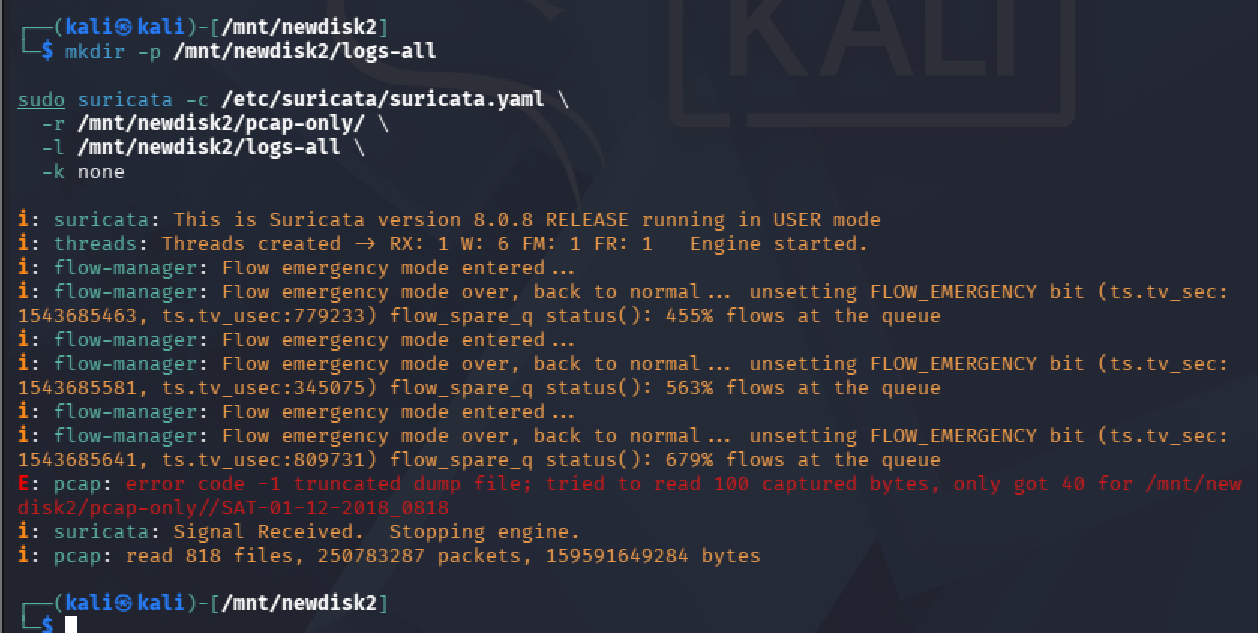 ┌──(kali㉿kali)-[/mnt/newdisk2]
└─$ mkdir -p /mnt/newdisk2/logs-all
sudo suricata -c /etc/suricata/suricata.yaml \
-r /mnt/newdisk2/pcap-only/ \
-l /mnt/newdisk2/logs-all \
-k none
i: suricata: This is Suricata version 8.0.8 RELEASE running in USER mode
i: threads: Threads created → RX: 1 W: 6 FM: 1 FR: 1   Engine started.
i: flow-manager: Flow emergency mode entered...
i: flow-manager: Flow emergency mode over, back to normal... unsetting FLOW_EMERGENCY bit (ts.tv_sec:
1543685463, ts.tv_usec:779233) flow_spare_q status(): 455% flows at the queue
i: flow-manager: Flow emergency mode entered...
i: flow-manager: Flow emergency mode over, back to normal... unsetting FLOW_EMERGENCY bit (ts.tv_sec:
1543685581, ts.tv_usec:345075) flow_spare_q status(): 563% flows at the queue
i: flow-manager: Flow emergency mode entered...
i: flow-manager: Flow emergency mode over, back to normal... unsetting FLOW_EMERGENCY bit (ts.tv_sec:
1543685641, ts.tv_usec:809731) flow_spare_q status(): 679% flows at the queue
E: pcap: error code -1 truncated dump file; tried to read 100 captured bytes, only got 40 for /mnt/new
disk2/pcap-only//SAT-01-12-2018_0818
i: suricata: Signal Received.  Stopping engine.
i: pcap: read 818 files, 250783287 packets, 159591649284 bytes
┌──(kali㉿kali)-[/mnt/newdisk2]
└─$
KALI